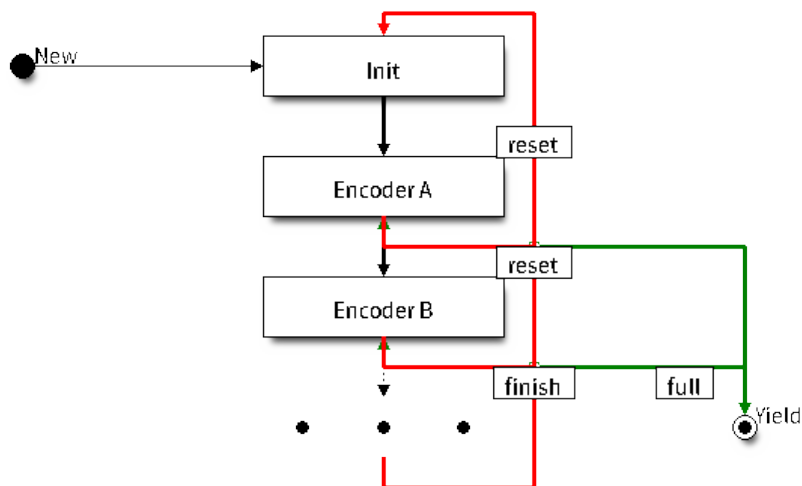 New
Init
reset
Encoder A
reset
Encoder B
finish
full
Yield